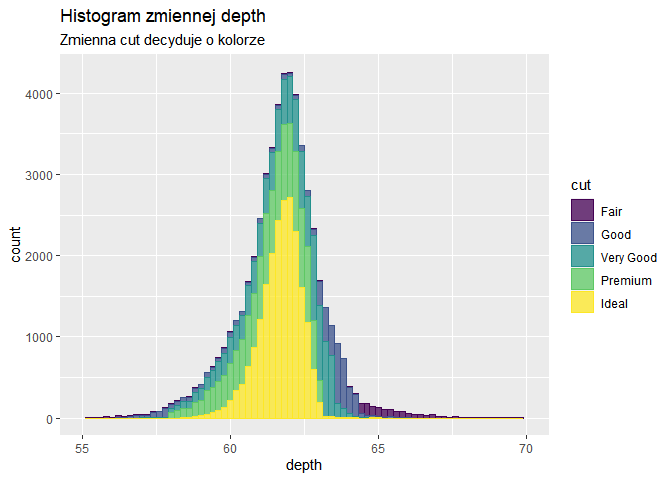 Histogram zmiennej depth
Zmienna cut decyduje o kolorze
4000
3000
2000
1000
0
count
55
60
65
70
depth
cut
Fair
Good
Very Good
Premium
Ideal